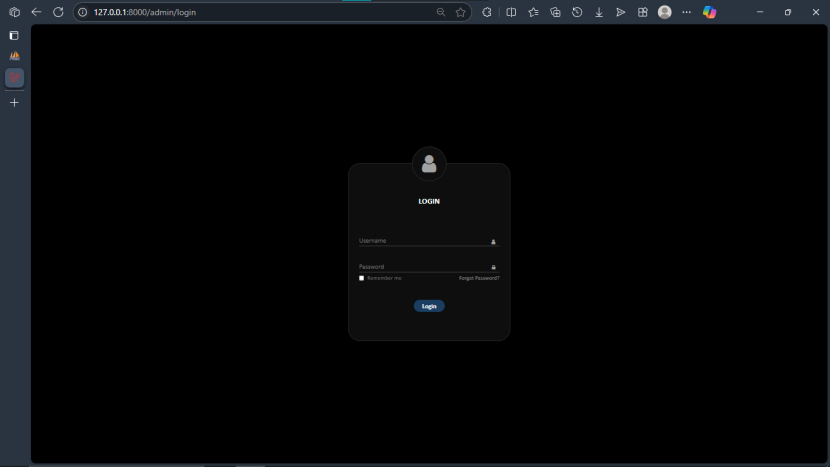 127.0.0.1:8000/admin/login
LOGIN
Username
Password
Remember me
Forgot Password?
Login